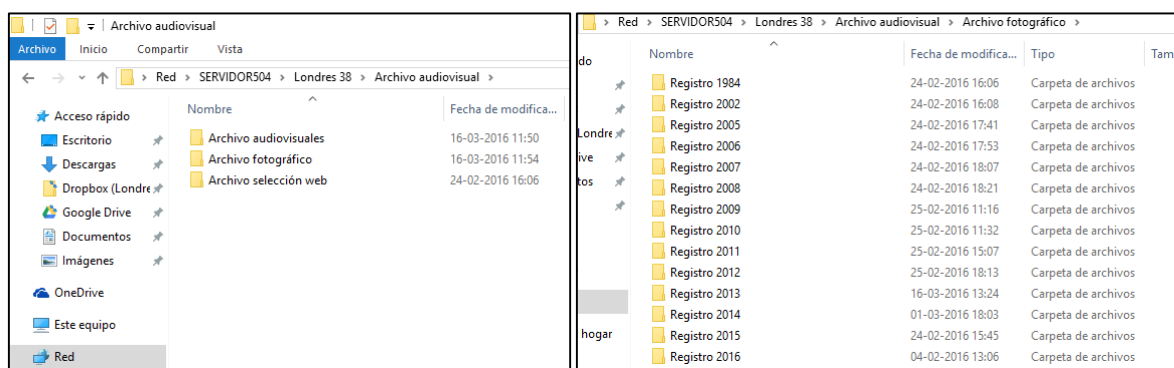 Archivo audiovisual
Archivo Inicio Compartir Vista
Red > SERVIDOR504 > Londres 38 > Archivo audiovisual >
Acceso rápido
Escritorio
Descargas
Dropbox (Londre
Google Drive
Documentos
Imágenes
OneDrive
Este equipo
Red
Nombre Fecha de modifica...
Archivo audiovisuales 16-03-2016 11:50
Archivo fotográfico 16-03-2016 11:54
Archivo selección web 24-02-2016 16:06
> Red > SERVIDOR504 > Londres 38 > Archivo audiovisual > Archivo fotográfico >
do
Londre
ive
tos
hogar
Nombre Fecha de modifica... Tipo Tam
Registro 1984 24-02-2016 16:06 Carpeta de archivos
Registro 2002 24-02-2016 16:08 Carpeta de archivos
Registro 2005 24-02-2016 17:41 Carpeta de archivos
Registro 2006 24-02-2016 17:53 Carpeta de archivos
Registro 2007 24-02-2016 18:07 Carpeta de archivos
Registro 2008 24-02-2016 18:21 Carpeta de archivos
Registro 2009 25-02-2016 11:16 Carpeta de archivos
Registro 2010 25-02-2016 11:32 Carpeta de archivos
Registro 2011 25-02-2016 15:07 Carpeta de archivos
Registro 2012 25-02-2016 18:13 Carpeta de archivos
Registro 2013 16-03-2016 13:24 Carpeta de archivos
Registro 2014 01-03-2016 18:03 Carpeta de archivos
Registro 2015 24-02-2016 15:45 Carpeta de archivos
Registro 2016 04-02-2016 13:06 Carpeta de archivos